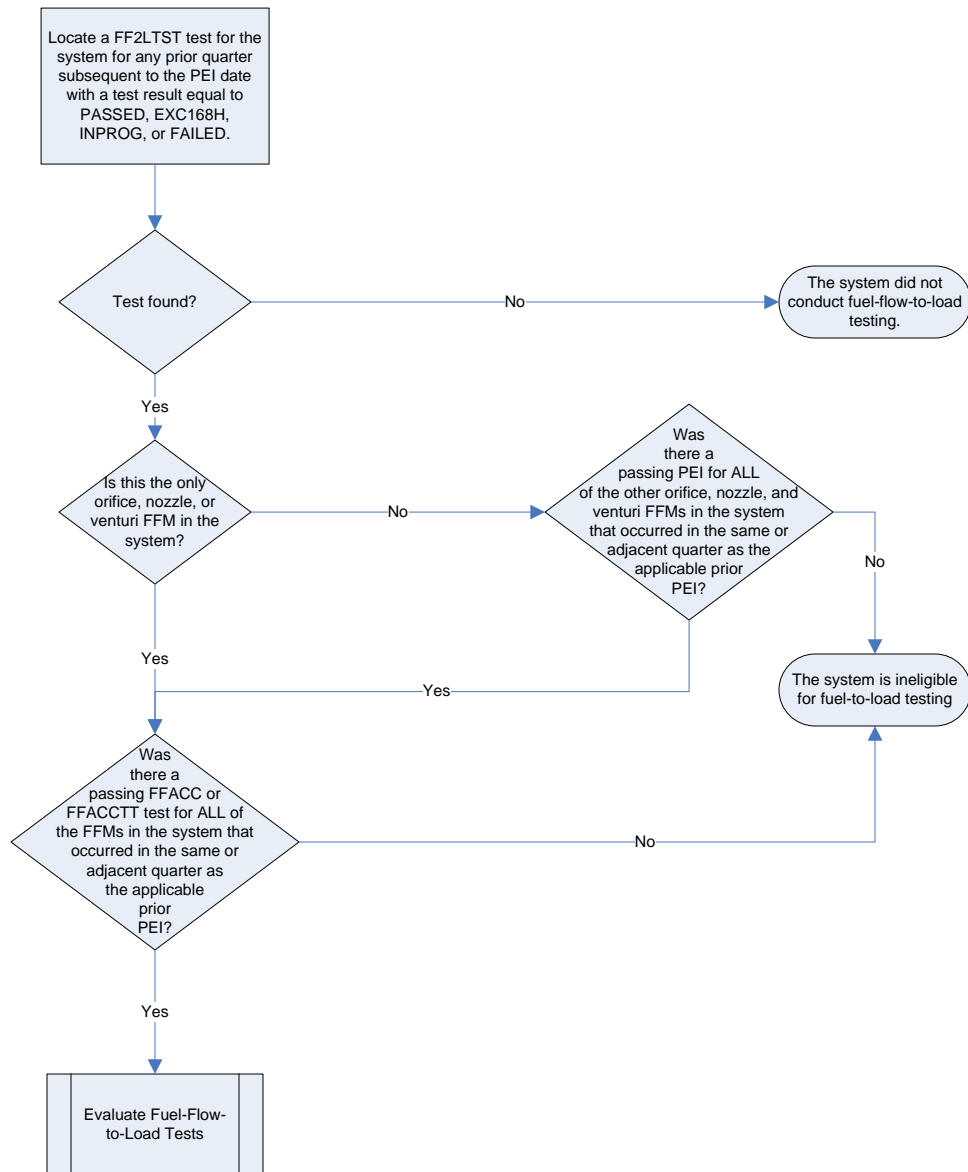 Locate a FF2LTST test for the
system for any prior quarter
subsequent to the PEI date
with a test result equal to
PASSED, EXC168H,
INPROG, or FAILED.
Test found?
No
The system did not
conduct fuel-flow-to-load
testing.
Yes
Is this the only
orifice, nozzle, or
venturi FFM in the
system?
No
Was
there a
passing PEI for ALL
of the other orifice, nozzle, and
venturi FFMs in the system
that occurred in the same or
adjacent quarter as the
applicable prior
PEI?
No
Yes
Yes
The system is ineligible
for fuel-to-load testing
Was
there a
passing FFACC or
FFACCTT test for ALL of
the FFMs in the system that
occurred in the same or
adjacent quarter as
the applicable
prior
PEI?
No
Yes
Evaluate Fuel-Flow-
to-Load Tests